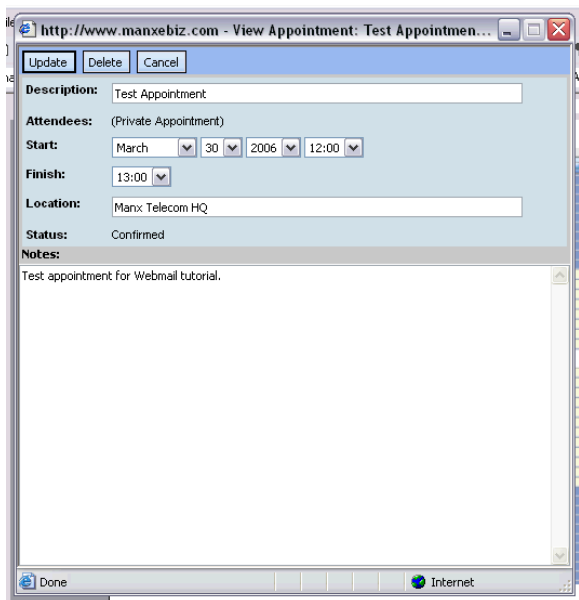 http://www.manxebiz.com - View Appointment: Test Appointmen...
Update Delete Cancel
Description: Test Appointment
Attendees: (Private Appointment)
Start: March 30 2006 12:00
Finish: 13:00
Location: Manx Telecom HQ
Status: Confirmed
Notes:
Test appointment for Webmail tutorial.
Done Internet